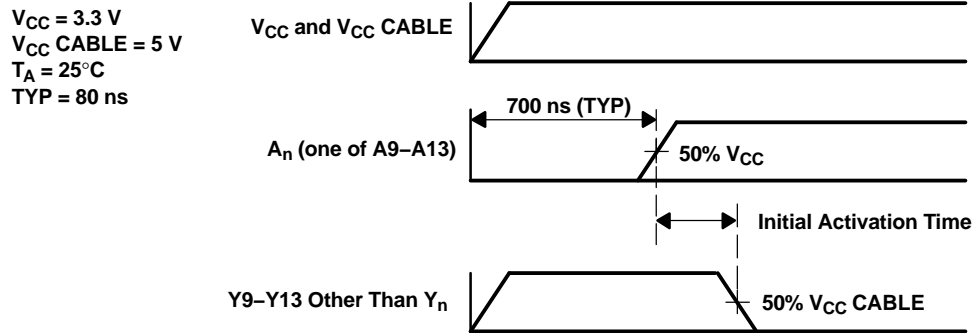 VCC = 3.3 V
VCC CABLE = 5 V
TA = 25°C
TYP = 80 ns
VCC and VCC CABLE
700 ns (TYP)
An (one of A9–A13)
50% VCC
Initial Activation Time
Y9–Y13 Other Than Yn
50% VCC CABLE